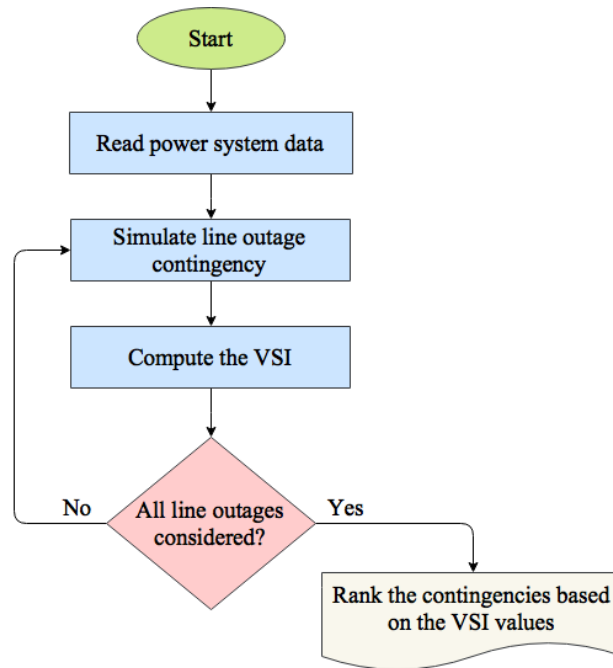 Start
Read power system data
Simulate line outage
contingency
Compute the VSI
All line outages
considered?
No
Yes
Rank the contingencies based
on the VSI values